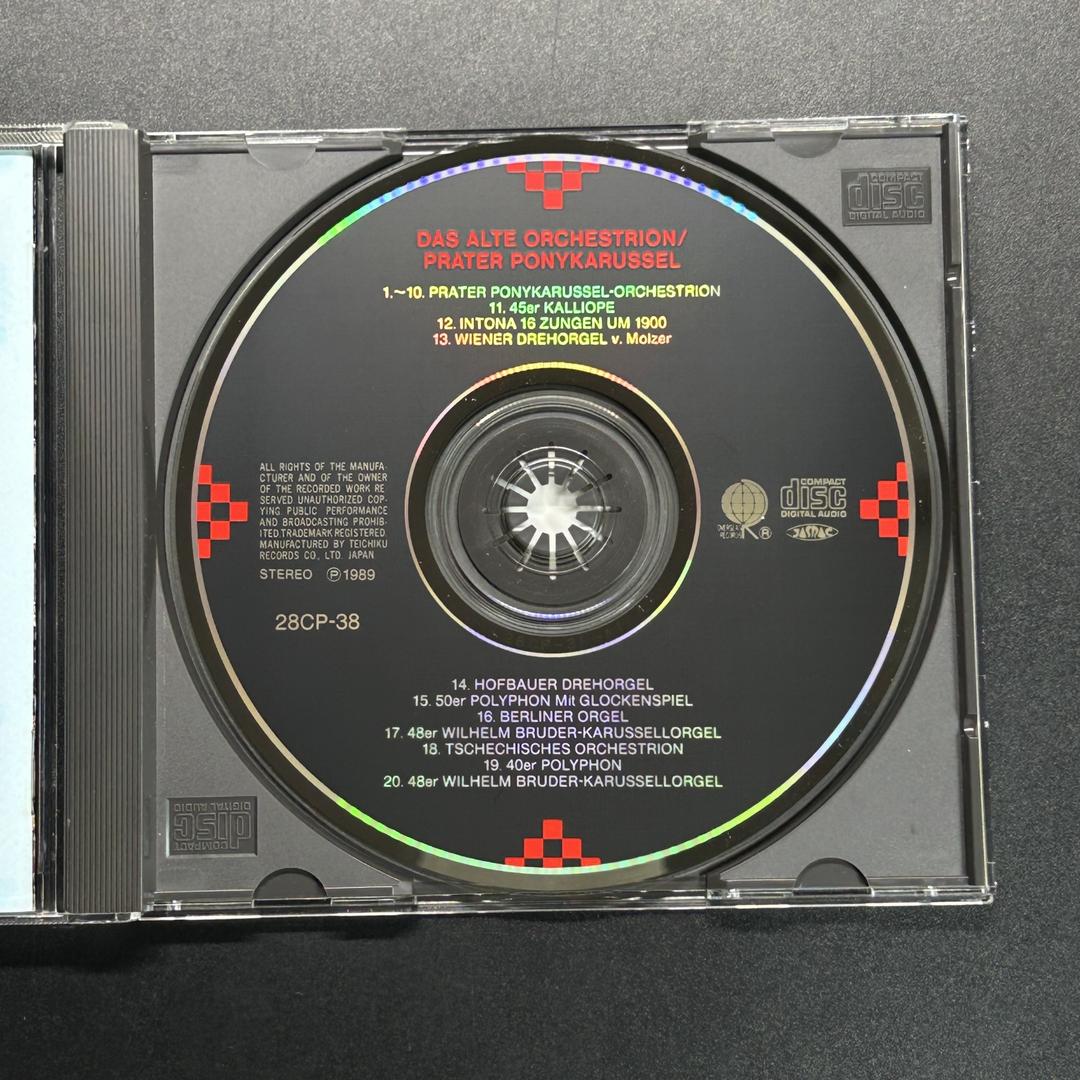 COMPACT
disc
DIGITAL AUDIO
DAS ALTE ORCHESTRION/
PRATER PONYKARUSSEL
1.~10. PRATER PONYKARUSSEL-ORCHESTRION
11. 45er KALLIOPE
12. INTONA 16 ZUNGEN UM 1900
13. WIENER DREHORGEL v. Molzer
ALL RIGHTS OF THE MANUFA-
CTURER AND OF THE OWNER
OF THE RECORDED WORK RE
SERVED UNAUTHORIZED COP-
YING PUBLIC PERFORMANCE
AND BROADCASTING PROHIB-
ITED.TRADEMARK REGISTERED.
MANUFACTURED BY TEICHIKU
RECORDS CO., LTD. JAPAN
STEREO Ⓟ1989
28CP-38
OVERSEAS
RECORDS
R ®
COMPACT
disc
DIGITAL AUDIO
JASRAC
14. HOFBAUER DREHORGEL
15. 50er POLYPHON Mit GLOCKENSPIEL
16. BERLINER ORGEL
17. 48er WILHELM BRUDER-KARUSSELLORGEL
18. TSCHECHISCHES ORCHESTRION
19. 40er POLYPHON
20. 48er WILHELM BRUDER-KARUSSELLORGEL
COMPACT
disc
DIGITAL AUDIO